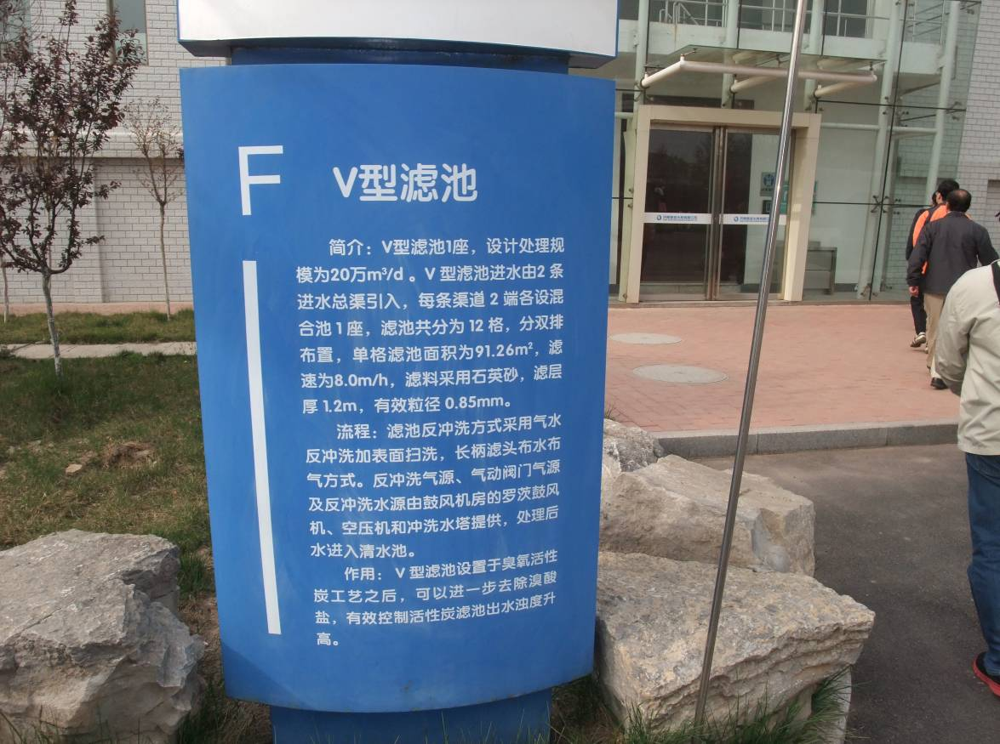 F
V型滤池
简介：V型滤池1座，设计处理规
模为20万m³/d。V 型滤池进水由2 条
进水总渠引入，每条渠道 2 端各设混
合池 1 座，滤池共分为 12 格，分双排
布置，单格滤池面积为91.26m²，滤
速为8.0m/h，滤料采用石英砂，滤层
厚 1.2m，有效粒径 0.85mm。
流程：滤池反冲洗方式采用气水
反冲洗加表面扫洗，长柄滤头布水布
气方式。反冲洗气源、气动阀门气源
及反冲洗水源由鼓风机房的罗茨鼓风
机、空压机和冲洗水塔提供，处理后
水进入清水池。
作用： V 型滤池设置于臭氧活性
炭工艺之后，可以进一步去除溴酸
盐，有效控制活性炭滤池出水浊度升
高。